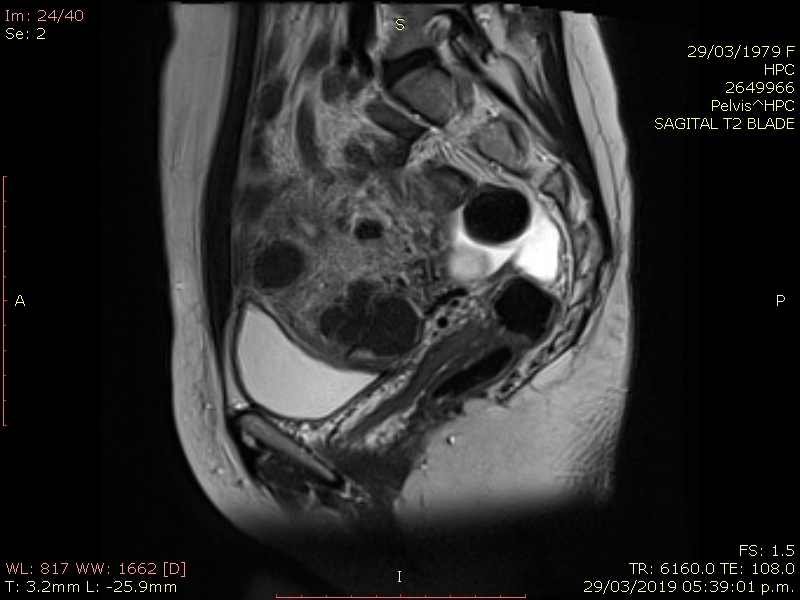 Im: 24/40
Se: 2
S
29/03/1979 F
HPC
2649966
Pelvis^HPC
SAGITAL T2 BLADE
A
P
WL: 817 WW: 1662 [D]
T: 3.2mm L: -25.9mm
I
FS: 1.5
TR: 6160.0 TE: 108.0
29/03/2019 05:39:01 p.m.